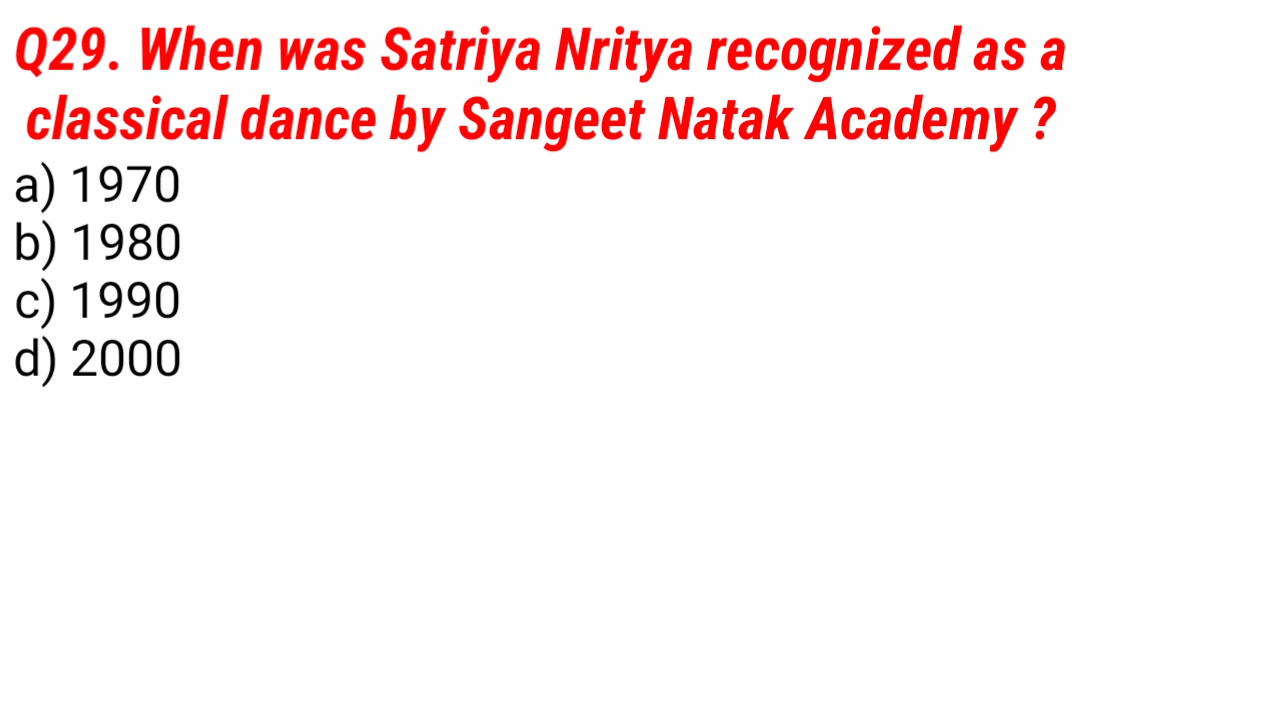 Q29. When was Satriya Nritya recognized as a
classical dance by Sangeet Natak Academy ?
a) 1970
b) 1980
c) 1990
d) 2000